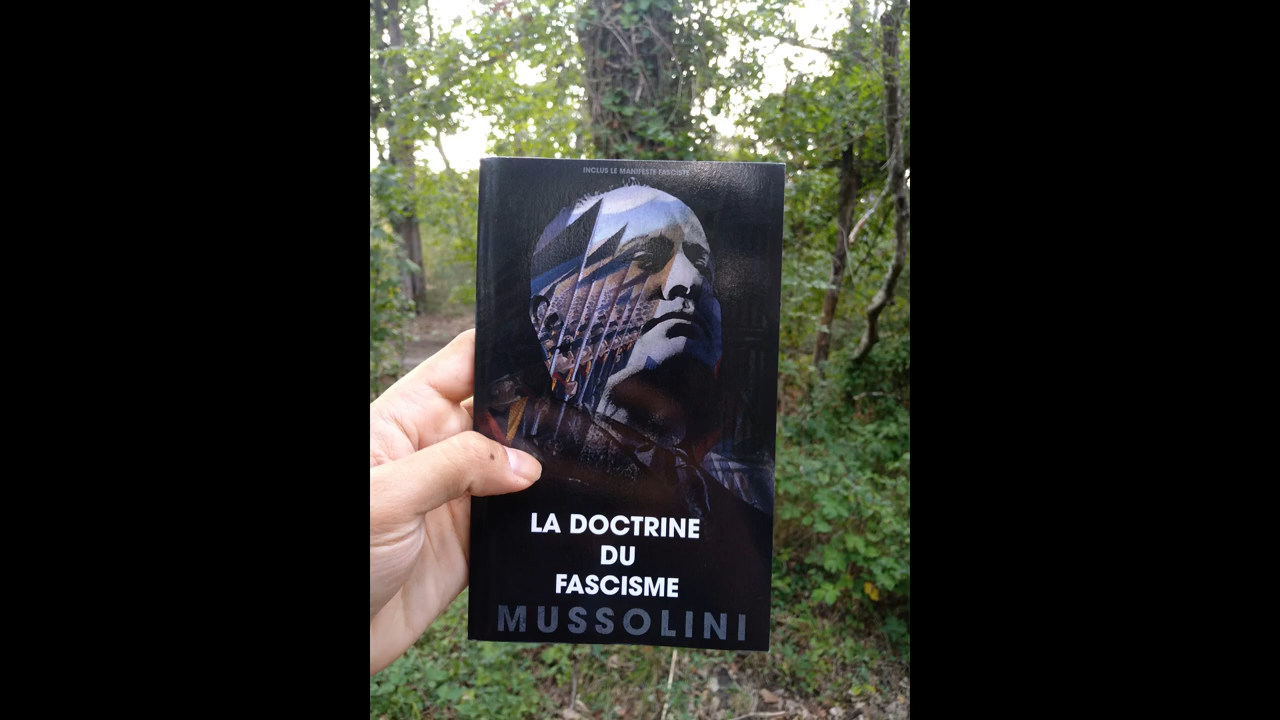 INCLUS LE MANIFESTE FASCISTE
LA DOCTRINE
DU
FASCISME
MUSSOLINI